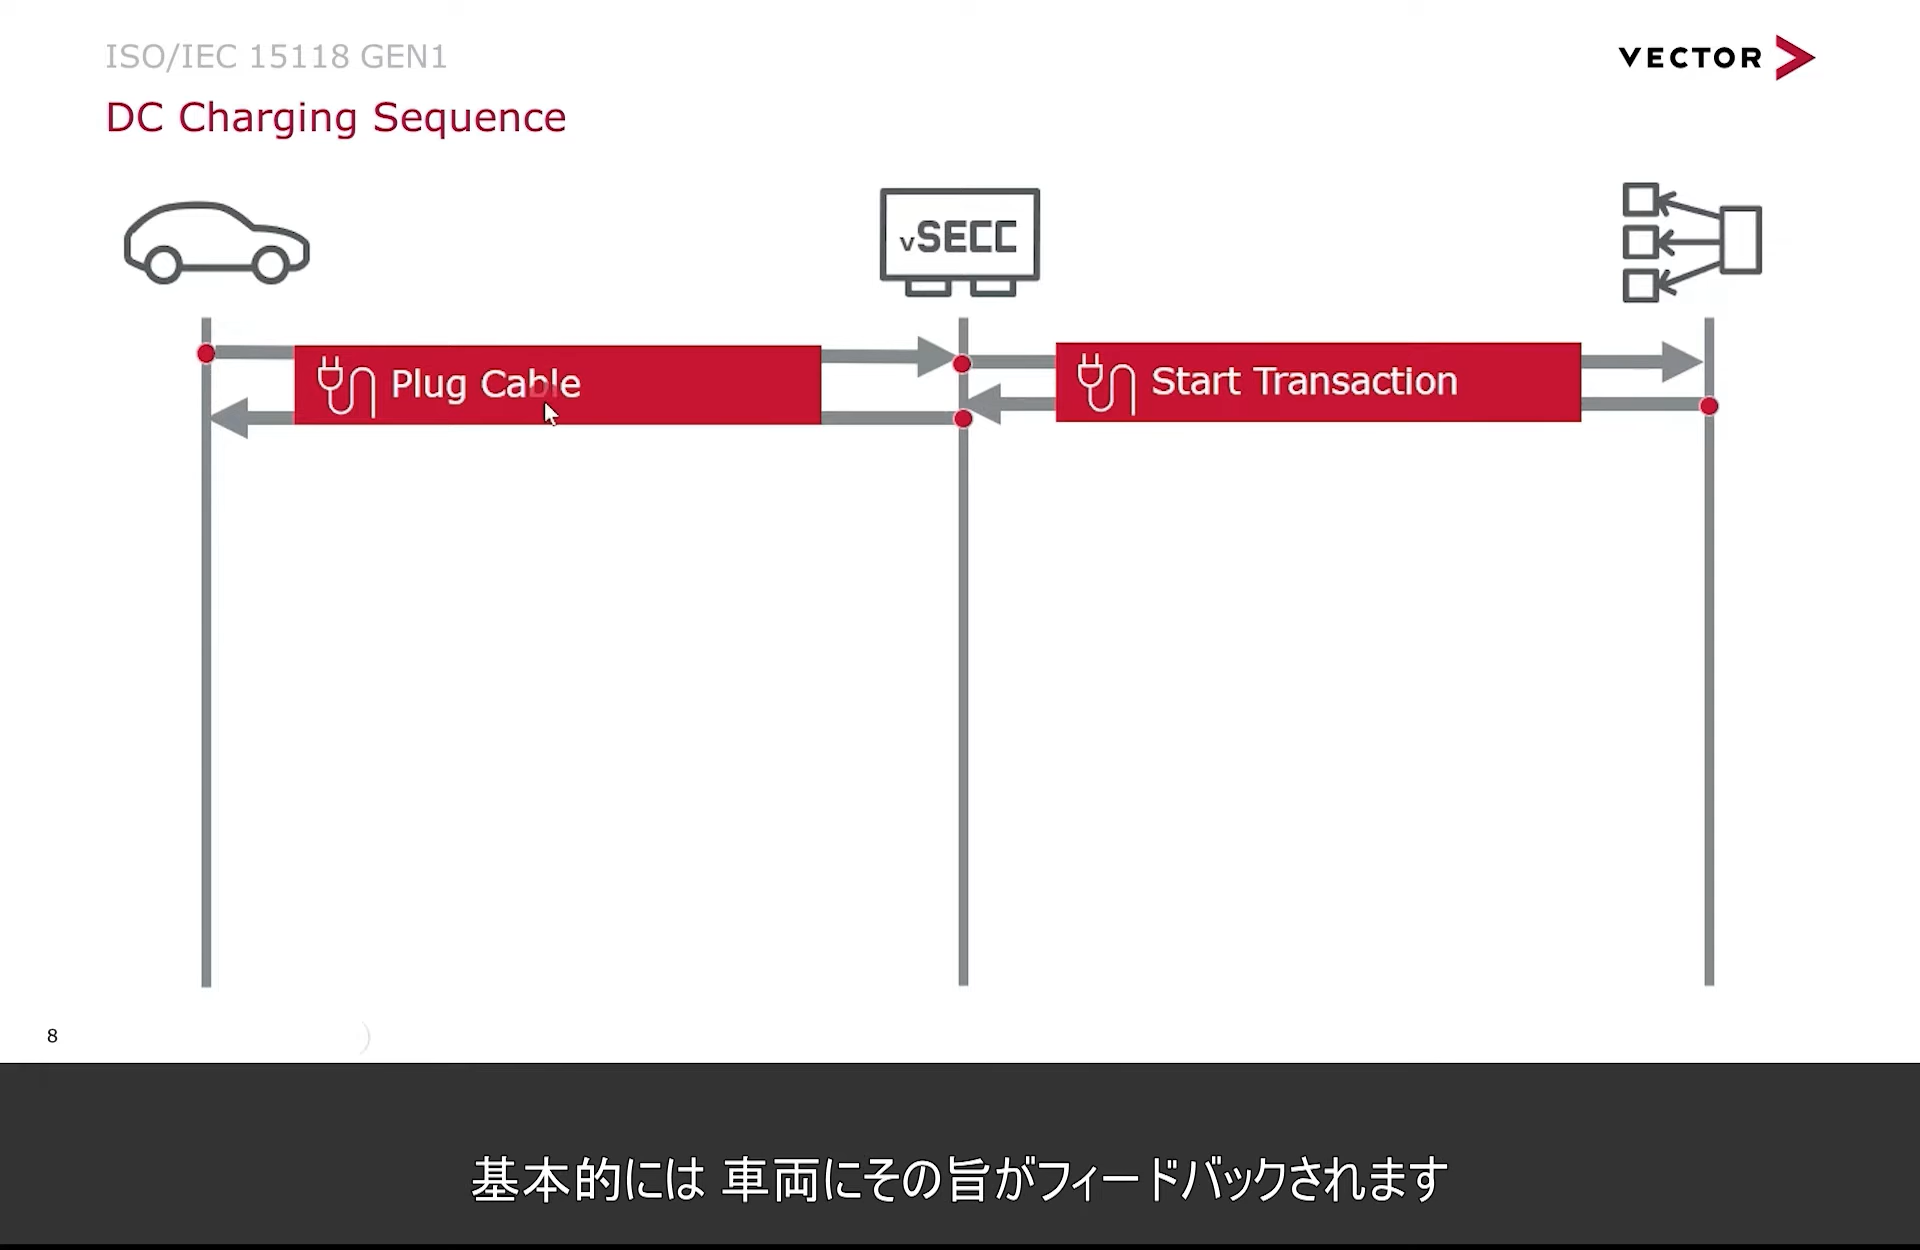 ISO/IEC 15118 GEN1
VECTOR
DC Charging Sequence
vSECC
Plug Cable
Start Transaction
8
基本的には 車両にその旨がフィードバックされます